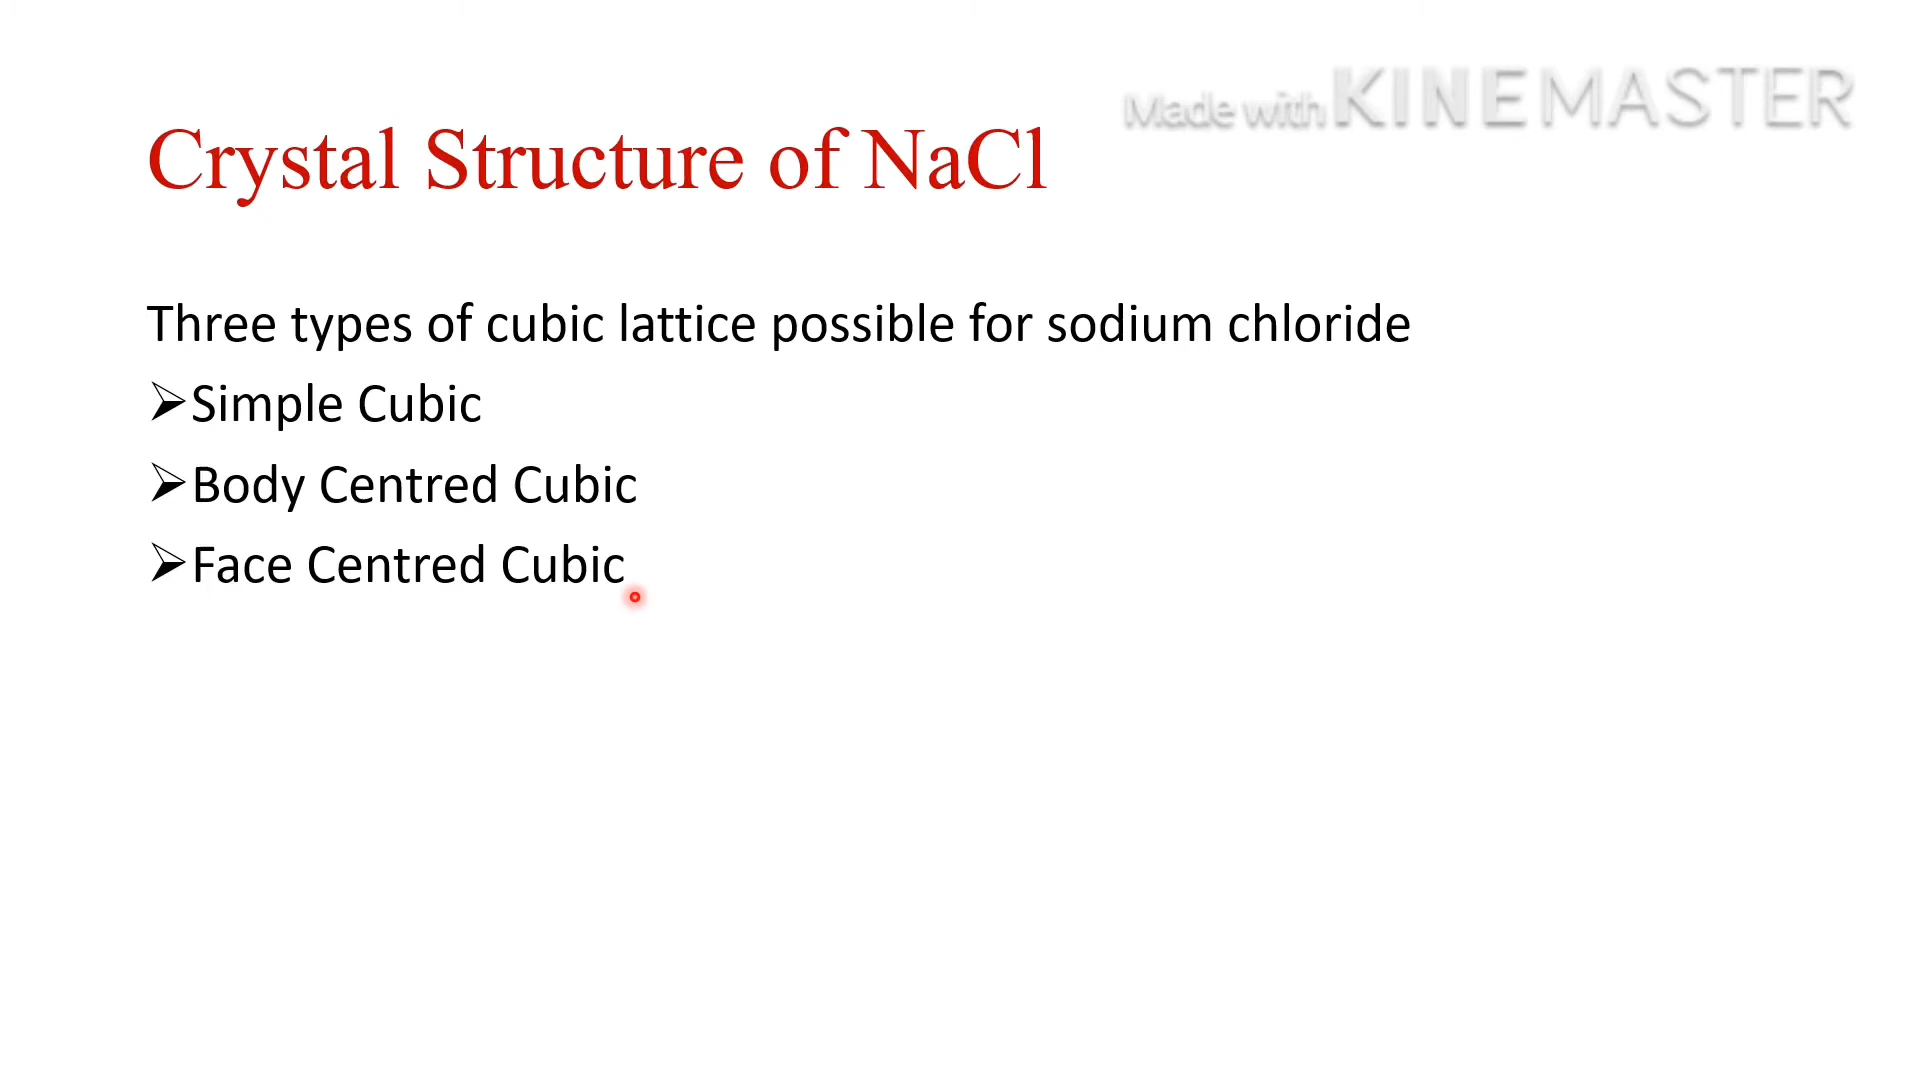 Made with KINEMASTER
Crystal Structure of NaCl
Three types of cubic lattice possible for sodium chloride
➢Simple Cubic
➢Body Centred Cubic
➢Face Centred Cubic